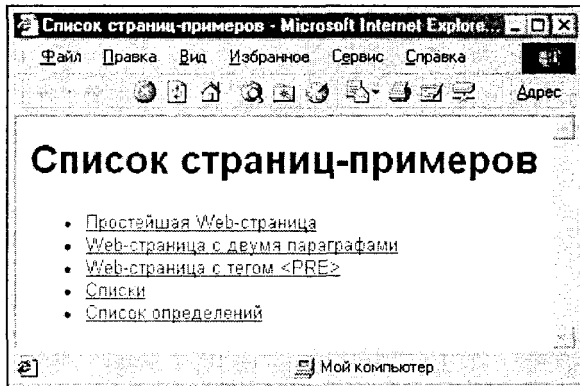 Список страниц-примеров - Microsoft Internet Explore...
Файл Правка Вид Избранное Сервис Справка
Адрес
Список страниц-примеров
• Простейшая Web-страница
• Web-страница с двумя параграфами
• Web-страница с тегом <PRE>
• Списки
• Список определений
Мой компьютер